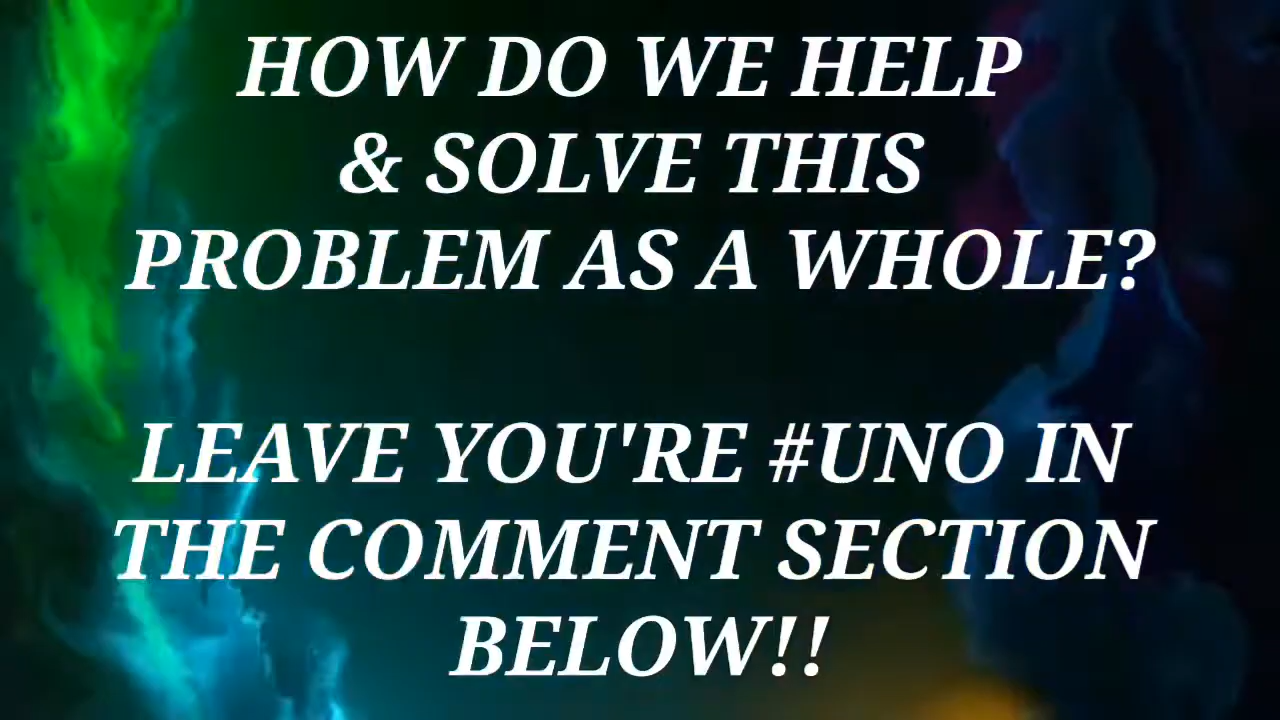 HOW DO WE HELP
& SOLVE THIS
PROBLEM AS A WHOLE?
LEAVE YOU'RE #UNO IN
THE COMMENT SECTION
BELOW!!